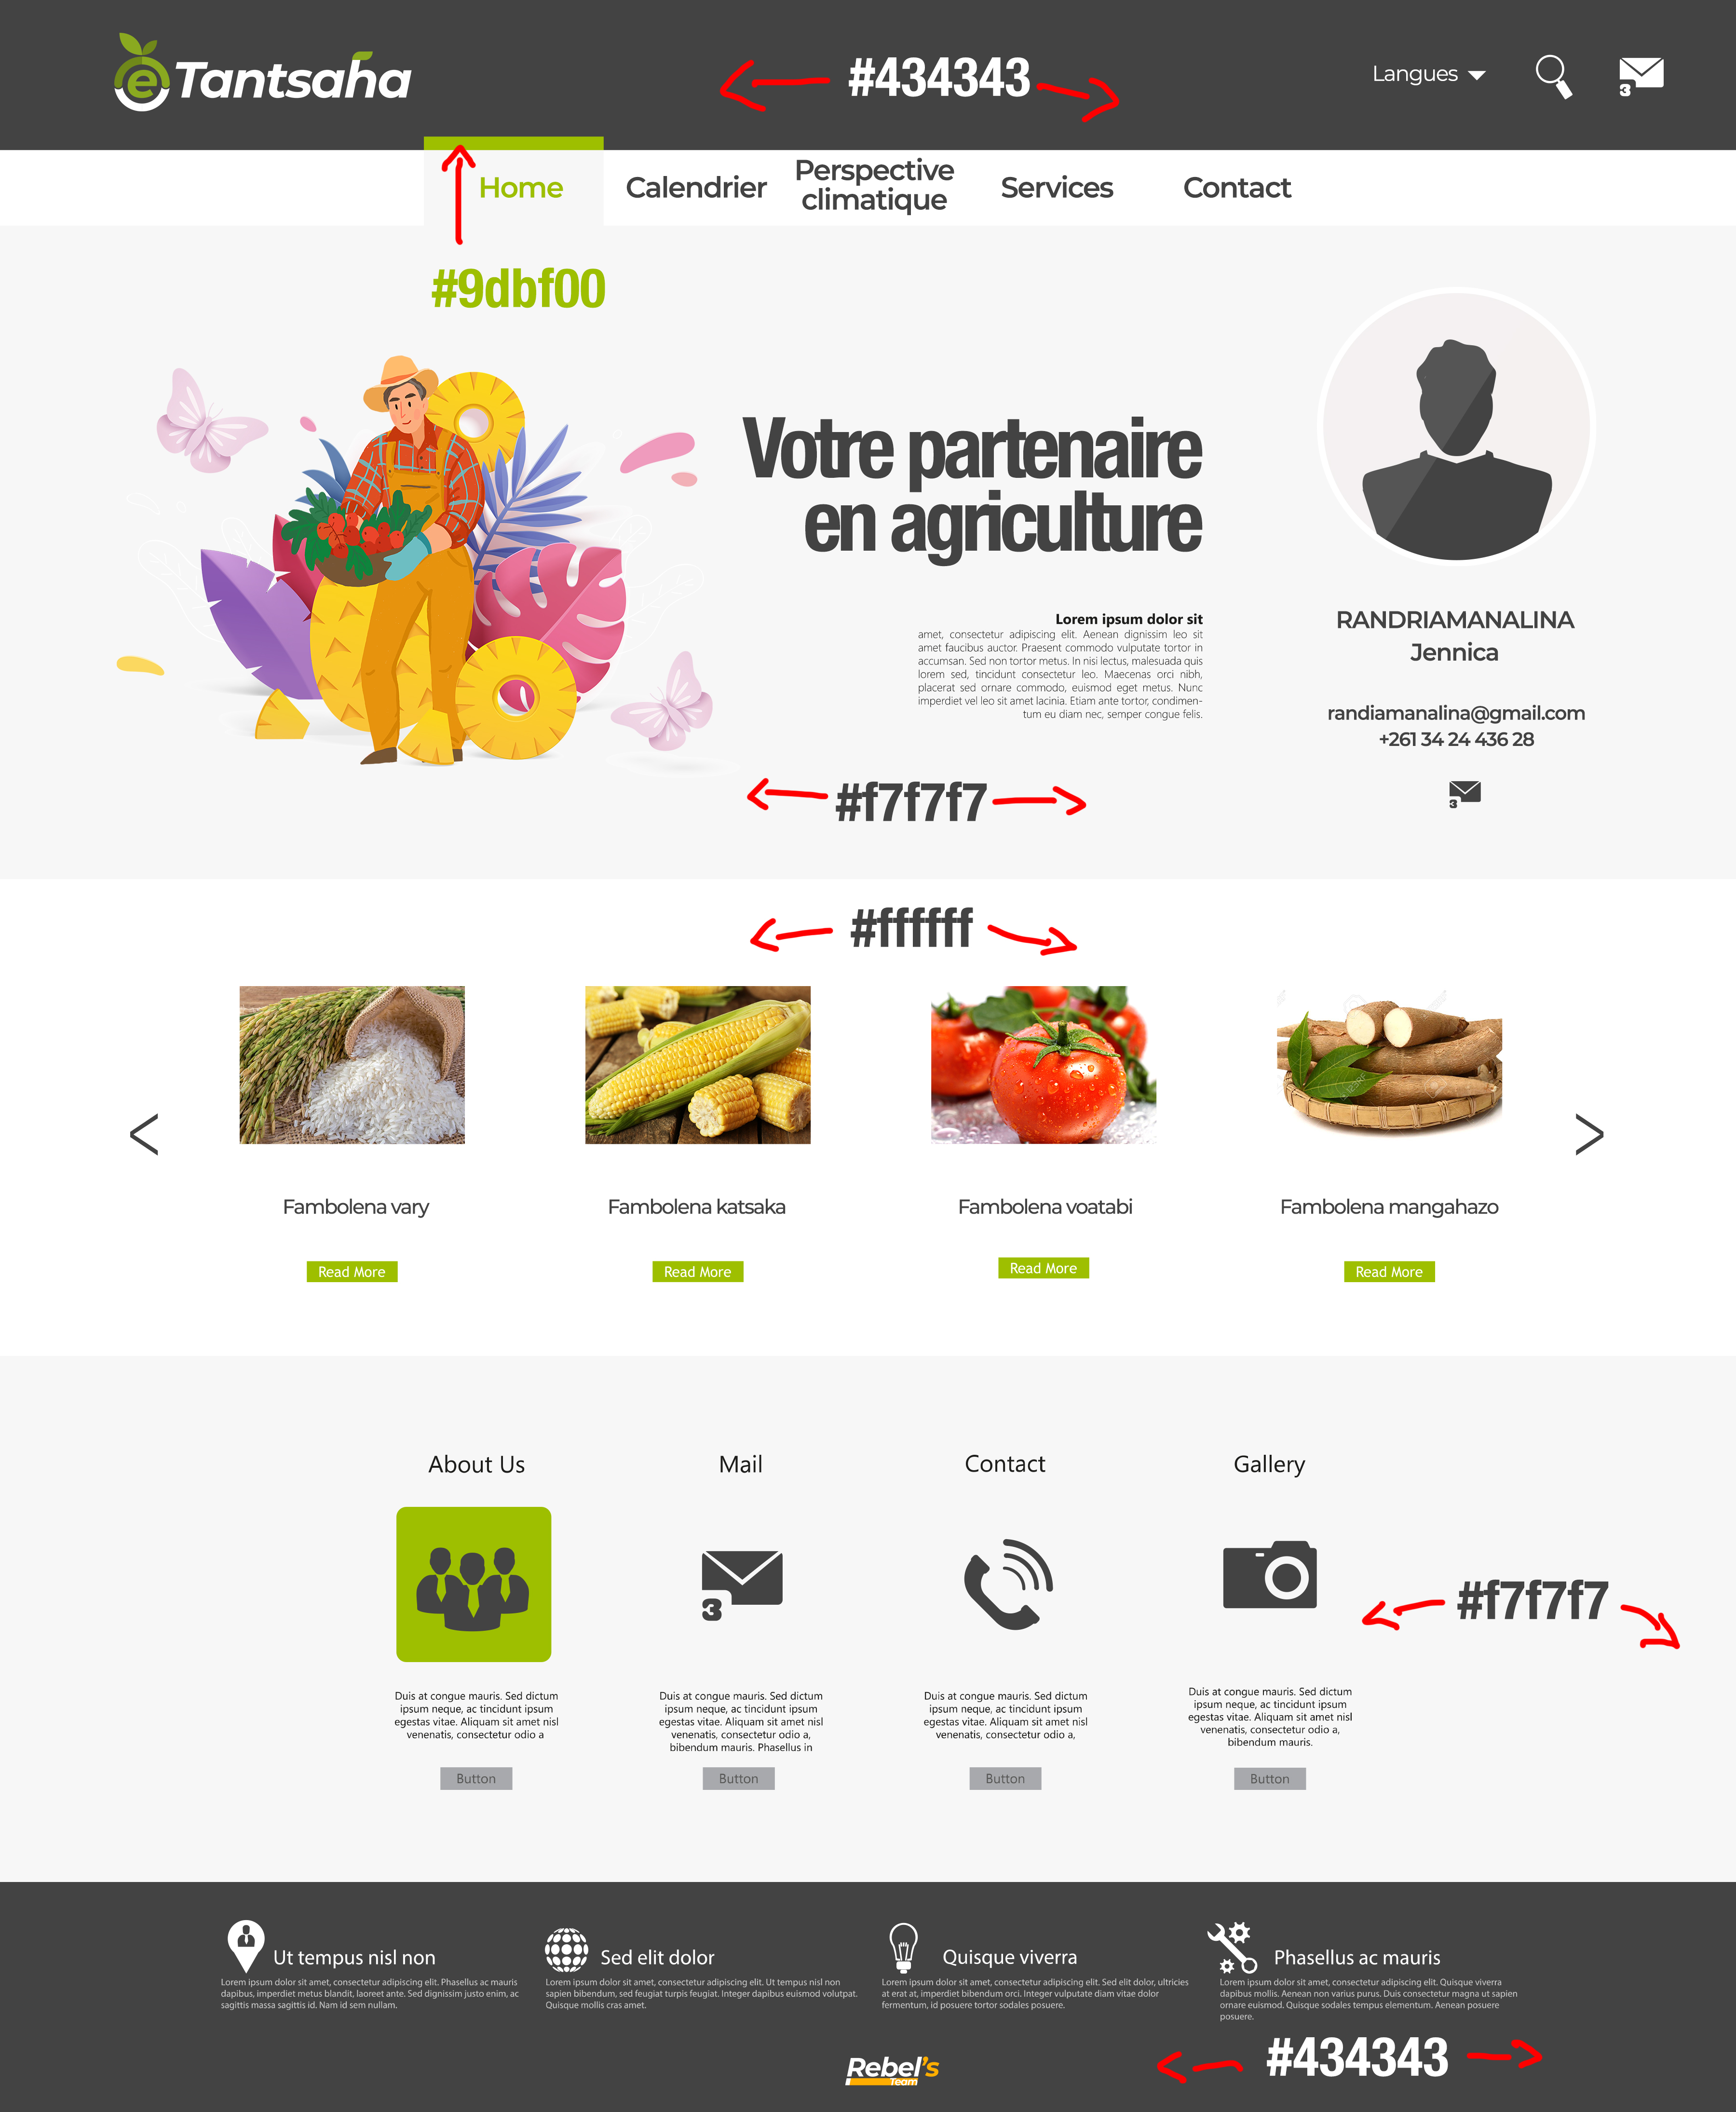 e Tantsaha
#434343
Langues
3
Home
Calendrier
Perspective
climatique
Services
Contact
#9dbf00
Votre partenaire
en agriculture
Lorem ipsum dolor sit
amet, consectetur adipiscing elit. Aenean dignissim leo sit
amet faucibus auctor. Praesent commodo vulputate tortor in
accumsan. Sed non tortor metus. In nisi lectus, malesuada quis
lorem sed, tincidunt consectetur leo. Maecenas orci nibh,
placerat sed ornare commodo, euismod eget metus. Nunc
imperdiet vel leo sit amet lacinia. Etiam ante tortor, condimen-
tum eu diam nec, semper congue felis.
RANDRIAMANALINA
Jennica
randiamanalina@gmail.com
+261 34 24 436 28
3
#f7f7f7
#ffffff
<
>
Fambolena vary
Fambolena katsaka
Fambolena voatabi
Fambolena mangahazo
Read More
Read More
Read More
Read More
About Us
Mail
Contact
Gallery
3
#f7f7f7
Duis at congue mauris. Sed dictum
ipsum neque, ac tincidunt ipsum
egestas vitae. Aliquam sit amet nisl
venenatis, consectetur odio a
Duis at congue mauris. Sed dictum
ipsum neque, ac tincidunt ipsum
egestas vitae. Aliquam sit amet nisl
venenatis, consectetur odio a,
bibendum mauris. Phasellus in
Duis at congue mauris. Sed dictum
ipsum neque, ac tincidunt ipsum
egestas vitae. Aliquam sit amet nisl
venenatis, consectetur odio a,
Duis at congue mauris. Sed dictum
ipsum neque, ac tincidunt ipsum
egestas vitae. Aliquam sit amet nisl
venenatis, consectetur odio a,
bibendum mauris.
Button
Button
Button
Button
Ut tempus nisl non
Lorem ipsum dolor sit amet, consectetur adipiscing elit. Phasellus ac mauris
dapibus, imperdiet metus blandit, laoreet ante. Sed dignissim justo enim, ac
sagittis massa sagittis id. Nam id sem nullam.
Sed elit dolor
Lorem ipsum dolor sit amet, consectetur adipiscing elit. Ut tempus nisl non
sapien bibendum, sed feugiat turpis feugiat. Integer dapibus euismod volutpat.
Quisque mollis cras amet.
Quisque viverra
Lorem ipsum dolor sit amet, consectetur adipiscing elit. Sed elit dolor, ultricies
at erat at, imperdiet bibendum orci. Integer vulputate diam vitae dolor
fermentum, id posuere tortor sodales posuere.
Phasellus ac mauris
Lorem ipsum dolor sit amet, consectetur adipiscing elit. Quisque viverra
dapibus mollis. Aenean non varius purus. Duis consectetur magna ut sapien
ornare euismod. Quisque sodales tempus elementum. Aenean posuere
posuere.
#434343
Rebel's
Team